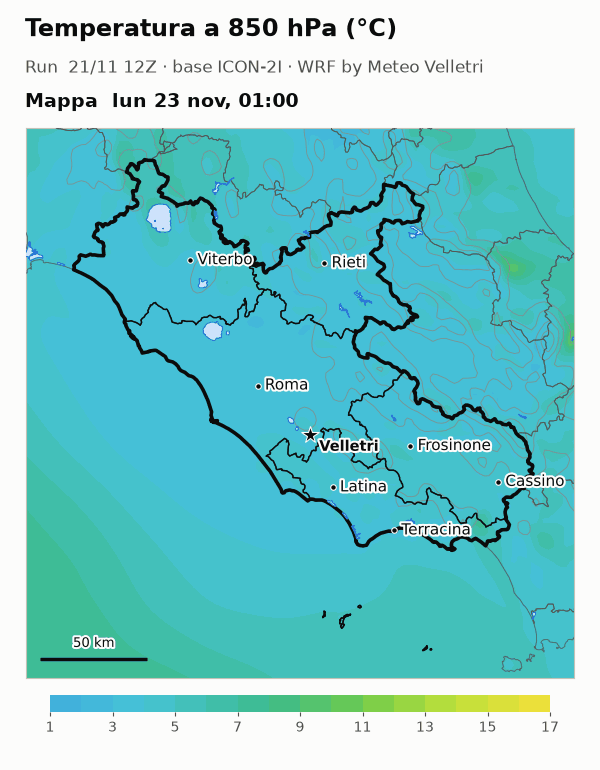 Temperatura a 850 hPa (°C)
Run  21/11 12Z · base ICON-2I · WRF by Meteo Velletri
Mappa  lun 23 nov, 01:00
Viterbo
Rieti
Roma
Velletri
Frosinone
Cassino
Latina
Terracina
50 km
1 3 5 7 9 11 13 15 17